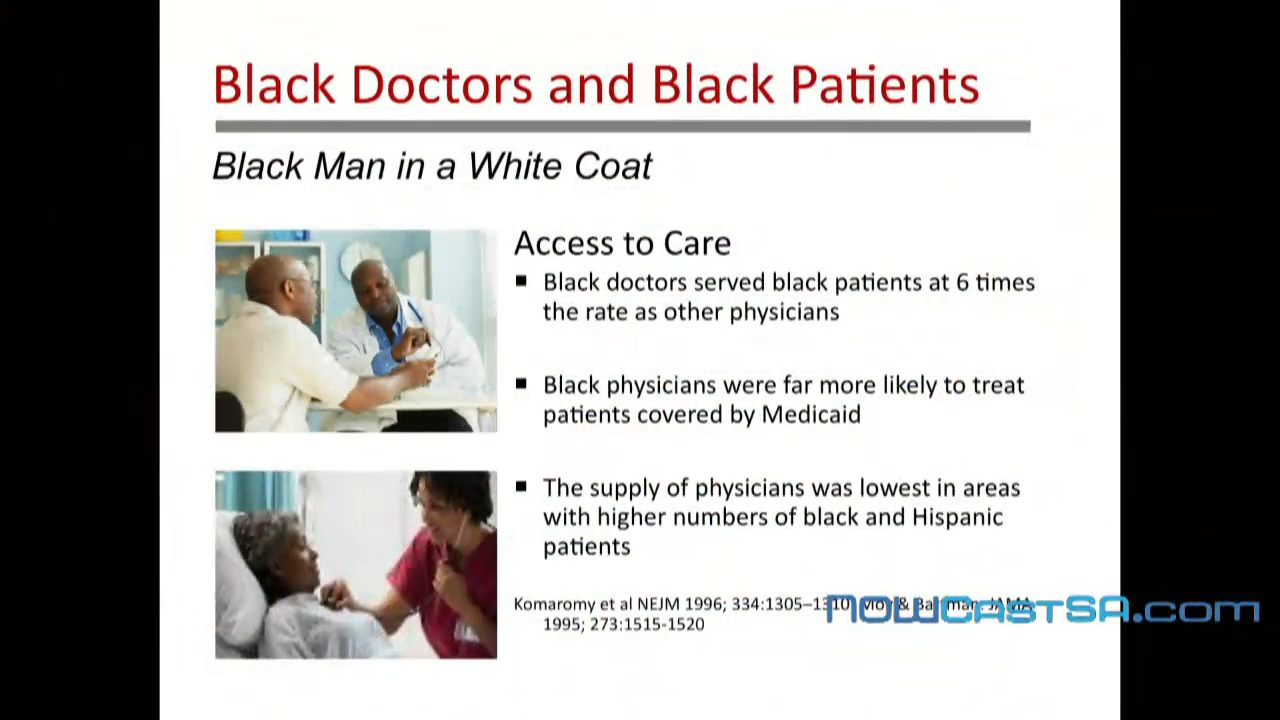 Black Doctors and Black Patients
Black Man in a White Coat
Access to Care
▪ Black doctors served black patients at 6 times
the rate as other physicians
▪ Black physicians were far more likely to treat
patients covered by Medicaid
▪ The supply of physicians was lowest in areas
with higher numbers of black and Hispanic
patients
Komaromy et al NEJM 1996; 334:1305–1310; & JAMA
1995; 273:1515-1520
NOWCastSA.com